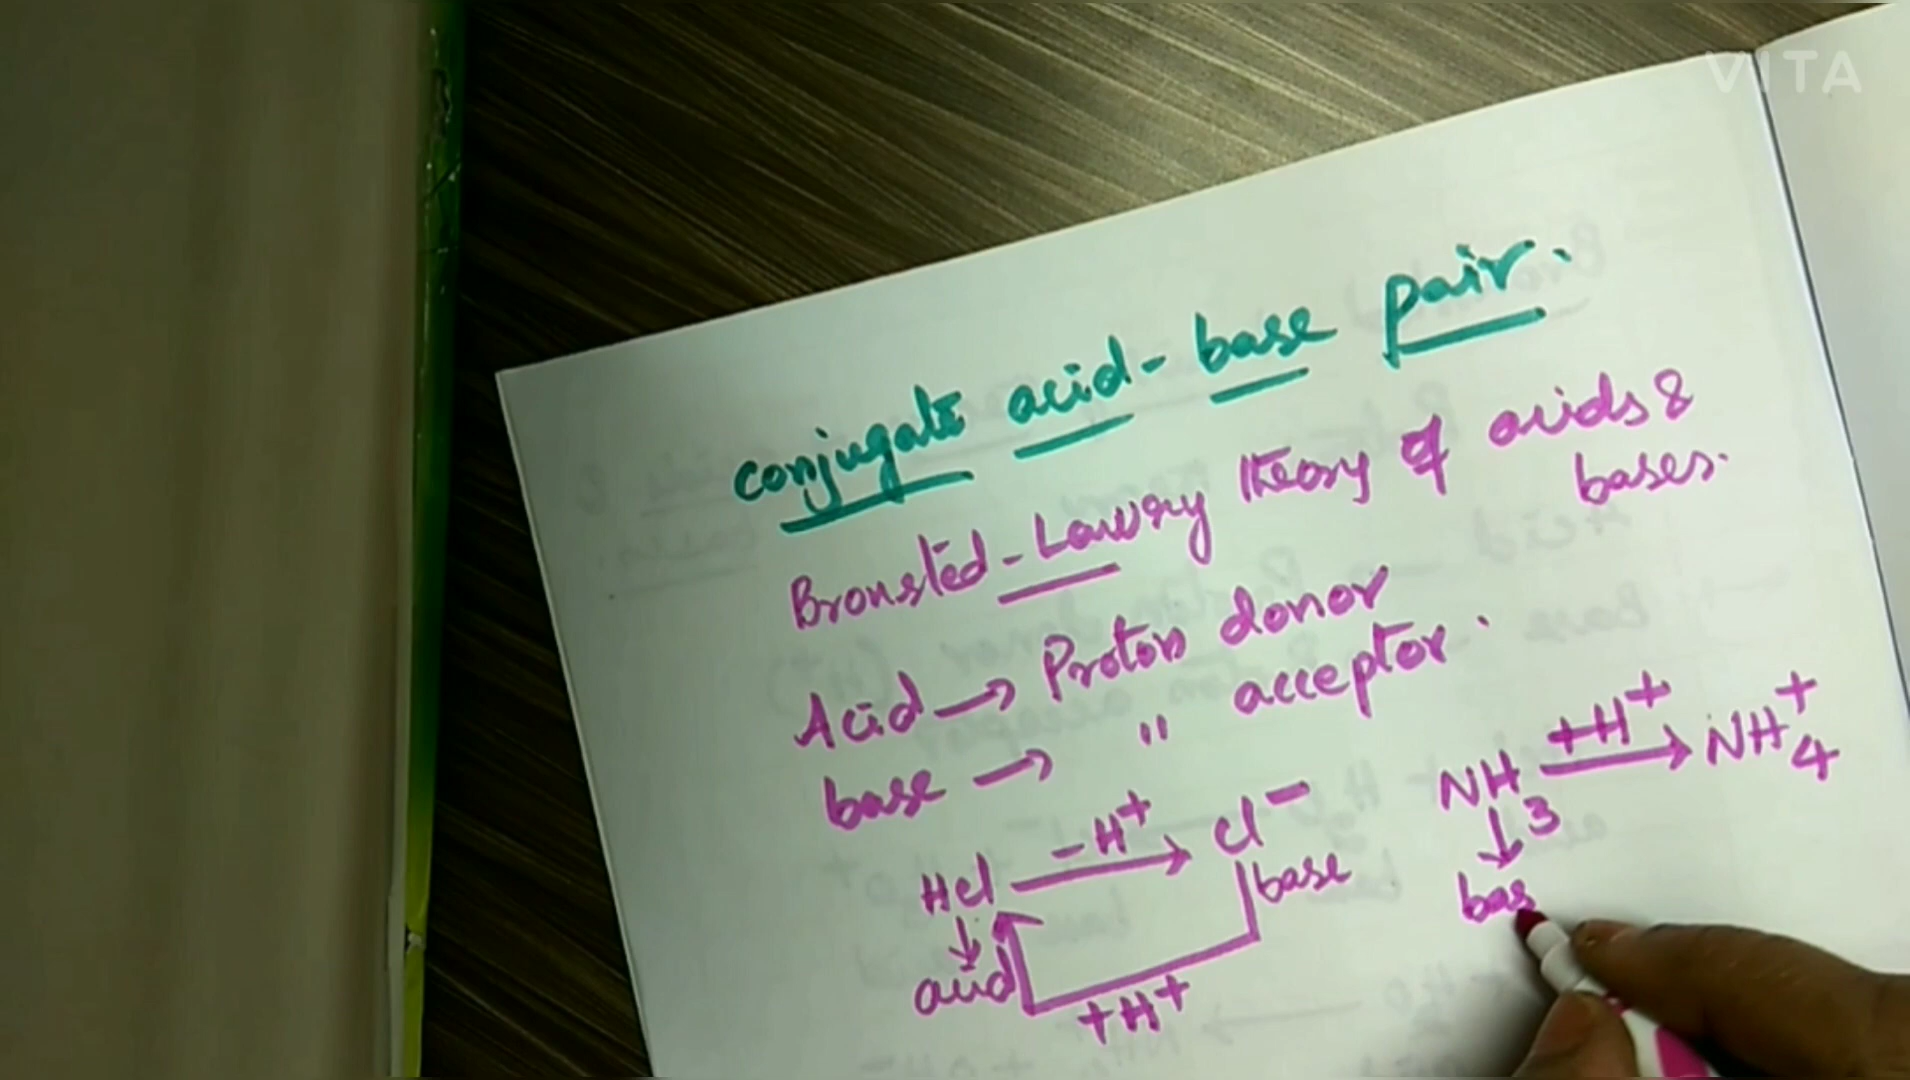 VITA
conjugate acid-base pair.
Bronsted-Lowry theory of acids &
bases.
Acid → Proton donor
base → " acceptor.
HCl -H+ → Cl-
base
↓
acid
+H+
NH3 +H+ → NH4+
↓
bas